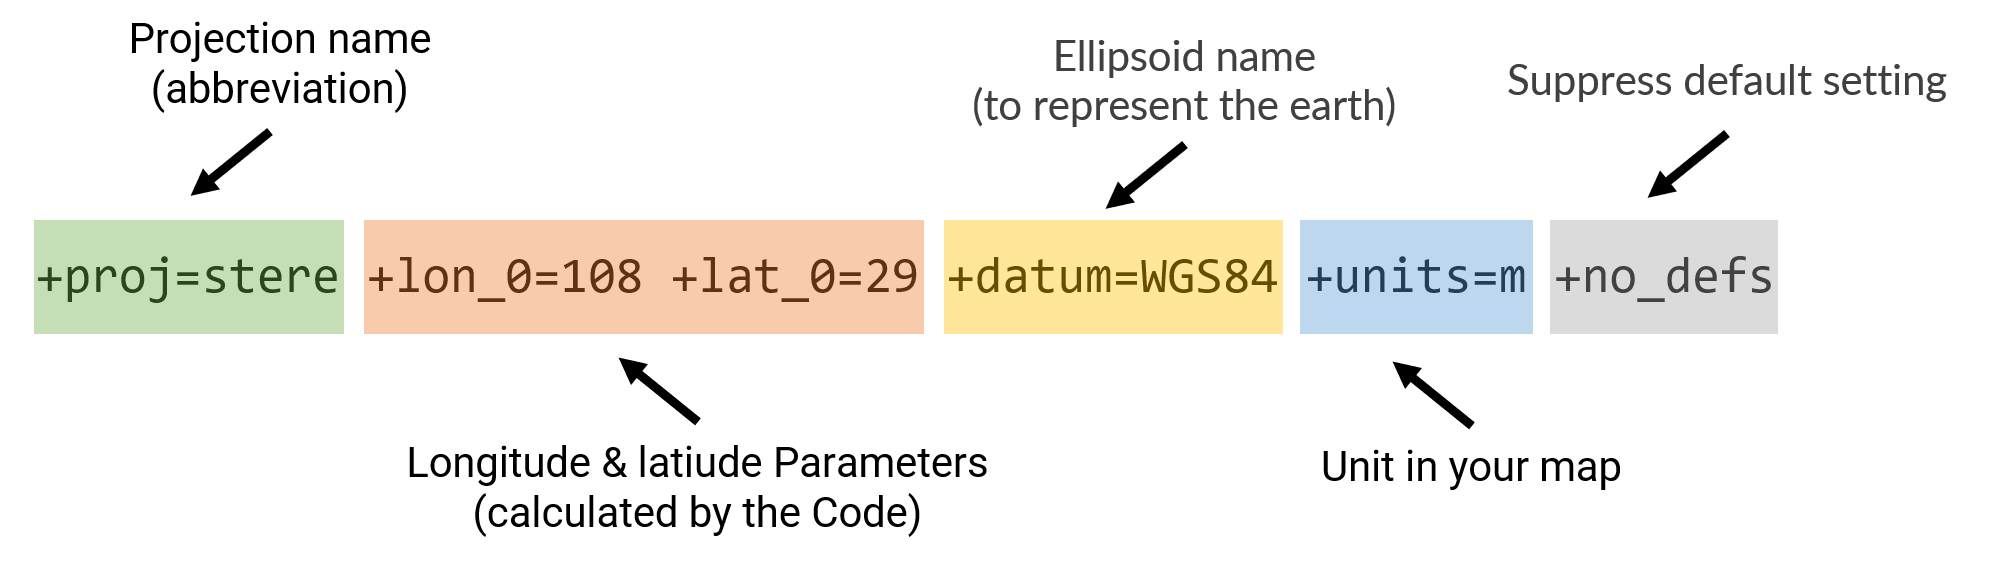 Projection name
(abbreviation)
Ellipsoid name
(to represent the earth)
Suppress default setting
+proj=stere +lon_0=108 +lat_0=29 +datum=WGS84 +units=m +no_defs
Longitude & latiude Parameters
(calculated by the Code)
Unit in your map